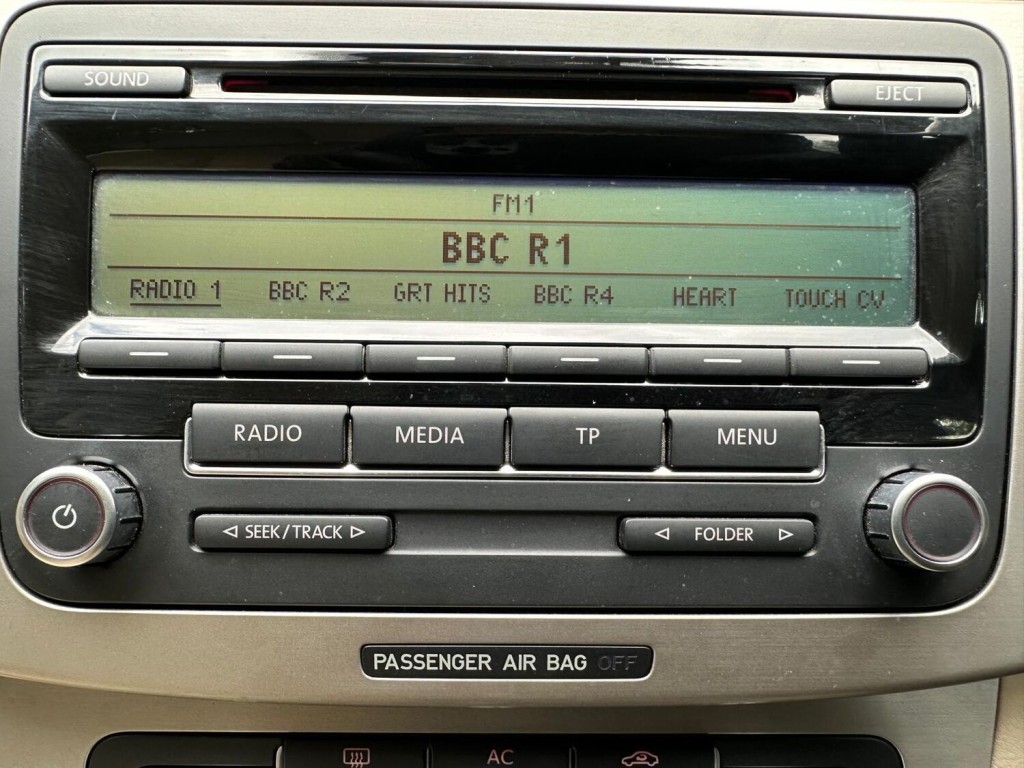 SOUND EJECT
FM1
BBC R1
RADIO 1 BBC R2 GRT HITS BBC R4 HEART TOUCH CV
RADIO MEDIA TP MENU
SEEK/TRACK FOLDER
PASSENGER AIR BAG OFF
AC